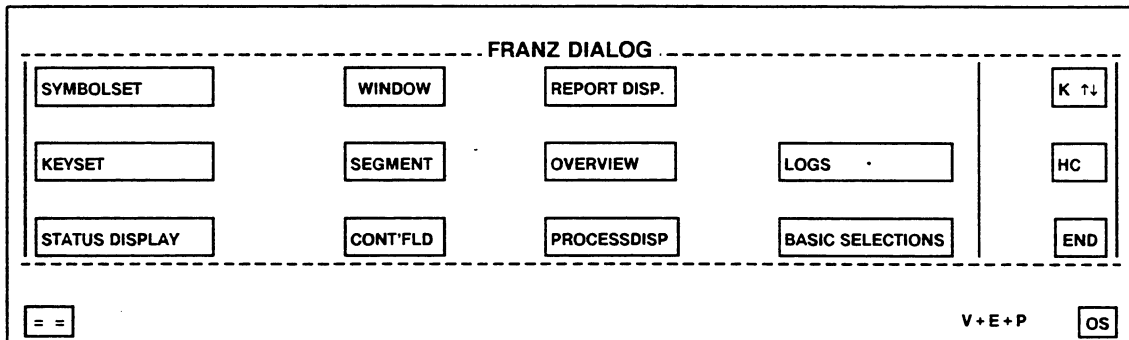 FRANZ DIALOG
SYMBOLSET WINDOW REPORT DISP. K ↑↓
KEYSET SEGMENT OVERVIEW LOGS HC
STATUS DISPLAY CONT'FLD PROCESSDISP BASIC SELECTIONS END
= = V + E + P OS